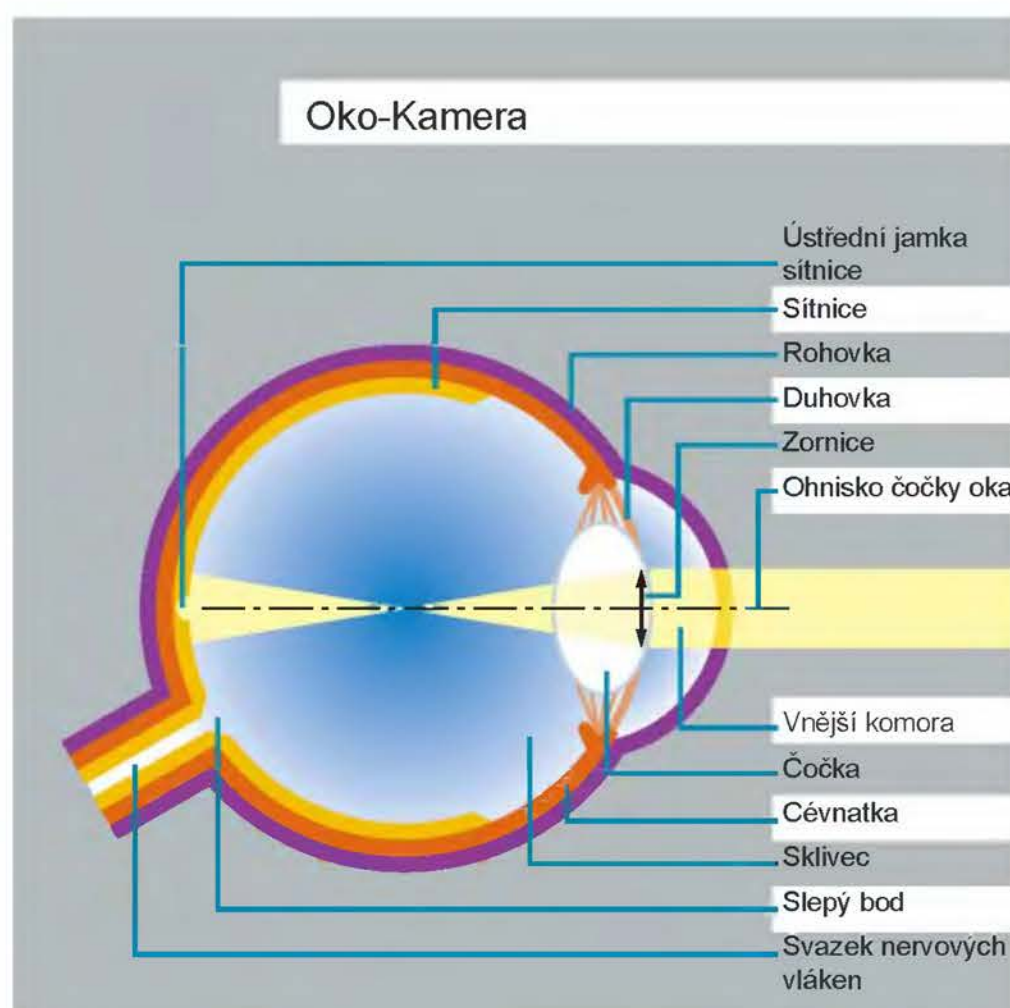 Oko-Kamera
Ústřední jamka
sítnice
Sítnice
Rohovka
Duhovka
Zornice
Ohnisko čočky oka
Vnější komora
Čočka
Cévnatka
Sklivec
Slepý bod
Svazek nervových
vláken